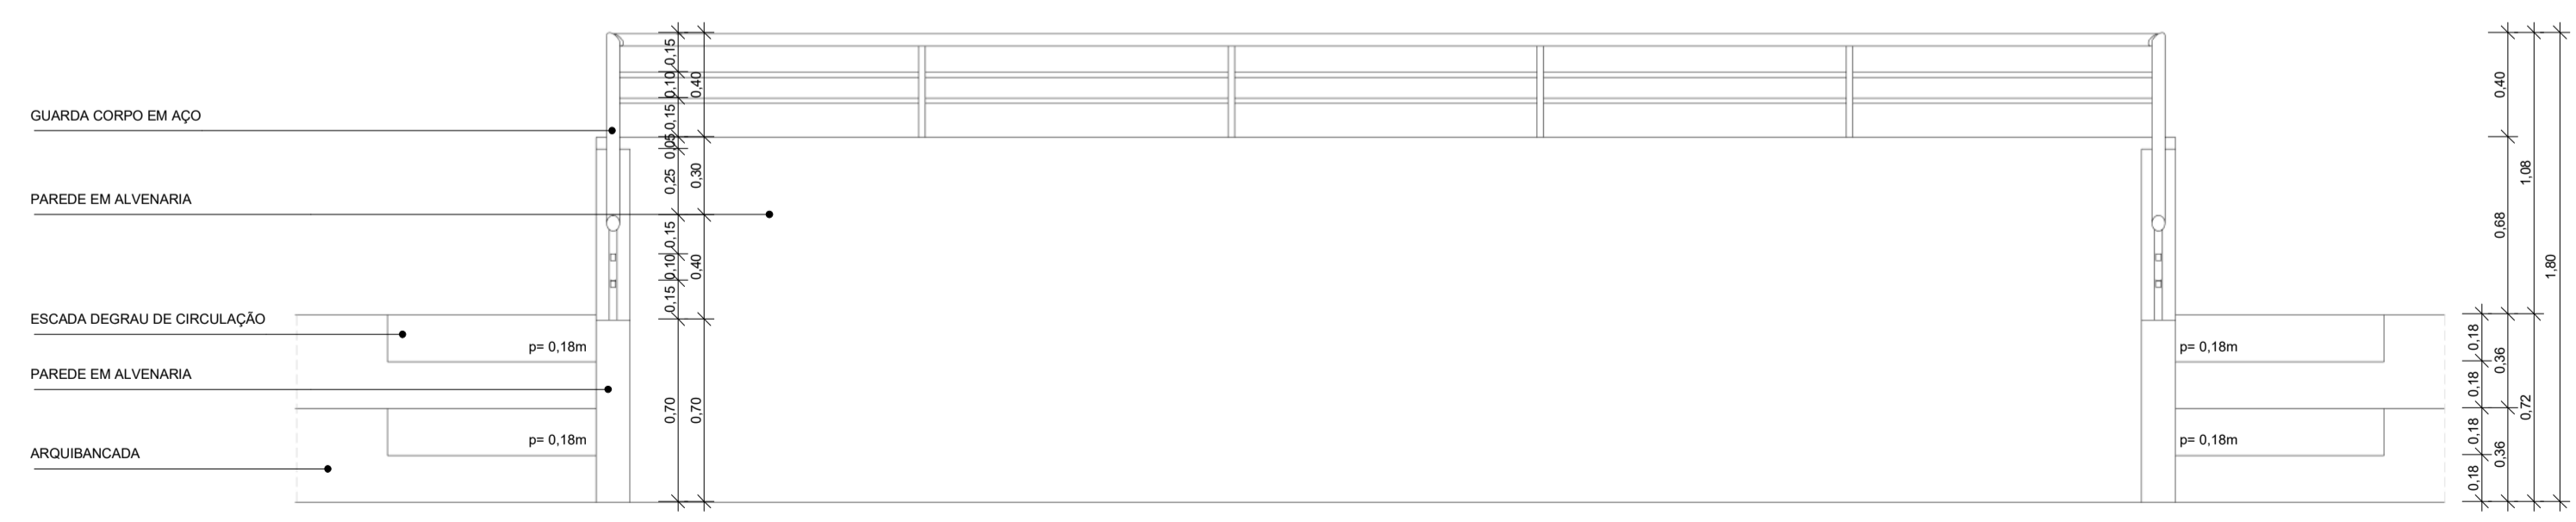 GUARDA CORPO EM AÇO
PAREDE EM ALVENARIA
ESCADA DEGRAU DE CIRCULAÇÃO
PAREDE EM ALVENARIA
ARQUIBANCADA
p= 0,18m
p= 0,18m
0,15
0,10
0,15
0,05
0,25
0,15
0,10
0,15
0,70
0,40
0,30
0,40
0,70
p= 0,18m
p= 0,18m
0,18
0,18
0,18
0,18
0,40
0,68
0,36
0,36
1,08
0,72
1,80